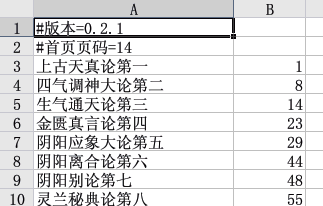 A B
1 #版本=0.2.1
2 #首页页码=14
3 上古天真论第一 1
4 四气调神大论第二 8
5 生气通天论第三 14
6 金匮真言论第四 23
7 阴阳应象大论第五 29
8 阴阳离合论第六 44
9 阴阳别论第七 48
10 灵兰秘典论第八 55